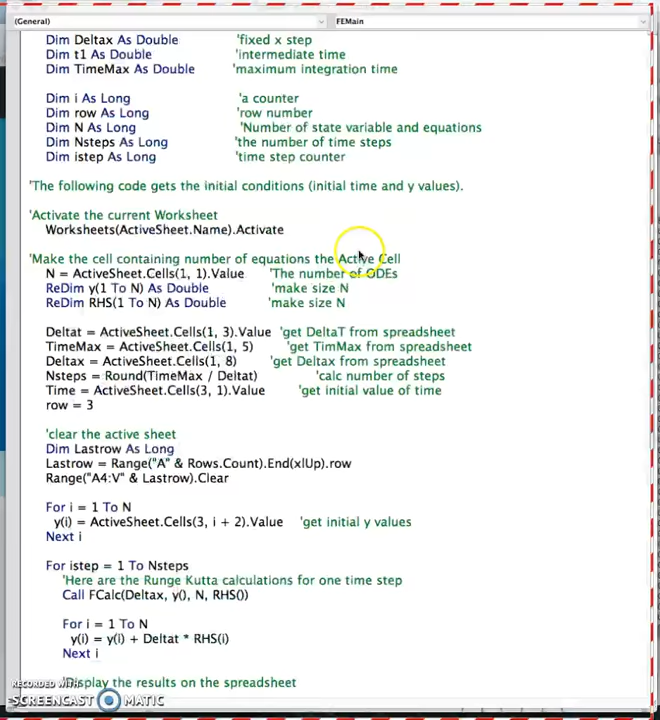 (General) FEMain
Dim Deltax As Double 'fixed x step
Dim t1 As Double 'intermediate time
Dim TimeMax As Double 'maximum integration time
Dim i As Long 'a counter
Dim row As Long 'row number
Dim N As Long 'Number of state variable and equations
Dim Nsteps As Long 'the number of time steps
Dim istep As Long 'time step counter
'The following code gets the initial conditions (initial time and y values).
'Activate the current Worksheet
Worksheets(ActiveSheet.Name).Activate
'Make the cell containing number of equations the Active Cell
N = ActiveSheet.Cells(1, 1).Value 'The number of ODEs
ReDim y(1 To N) As Double 'make size N
ReDim RHS(1 To N) As Double 'make size N
Deltat = ActiveSheet.Cells(1, 3).Value 'get DeltaT from spreadsheet
TimeMax = ActiveSheet.Cells(1, 5) 'get TimMax from spreadsheet
Deltax = ActiveSheet.Cells(1, 8) 'get Deltax from spreadsheet
Nsteps = Round(TimeMax / Deltat) 'calc number of steps
Time = ActiveSheet.Cells(3, 1).Value 'get initial value of time
row = 3
'clear the active sheet
Dim Lastrow As Long
Lastrow = Range("A" & Rows.Count).End(xlUp).row
Range("A4:V" & Lastrow).Clear
For i = 1 To N
y(i) = ActiveSheet.Cells(3, i + 2).Value 'get initial y values
Next i
For istep = 1 To Nsteps
'Here are the Runge Kutta calculations for one time step
Call FCalc(Deltax, y(), N, RHS())
For i = 1 To N
y(i) = y(i) + Deltat * RHS(i)
Next i
'Display the results on the spreadsheet
RECORDED WITH
SCREENCAST MATIC